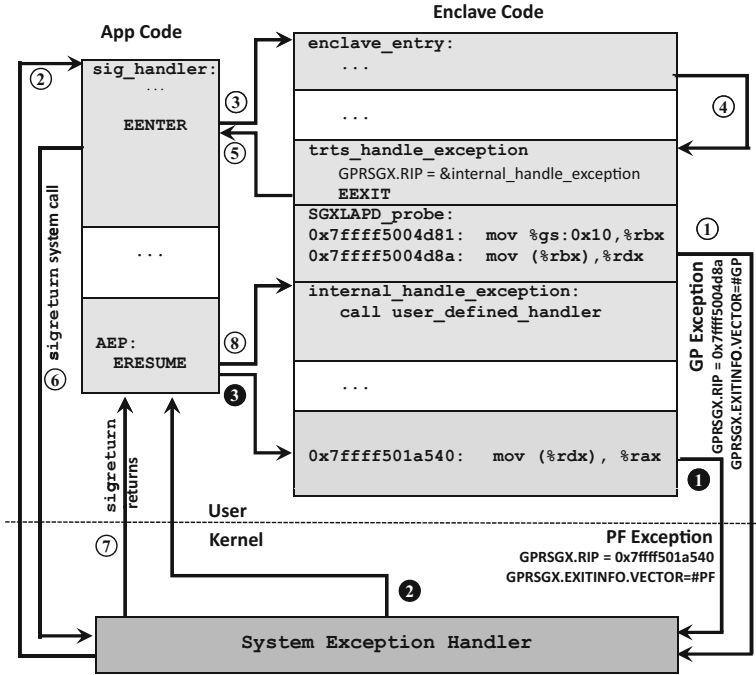 App Code
Enclave Code
sig_handler:
...
EENTER
...
AEP:
ERESUME
enclave_entry:
...
...
trts_handle_exception
GPRSGX.RIP = &internal_handle_exception
EEXIT
SGXLAPD_probe:
0x7ffff5004d81: mov %gs:0x10,%rbx
0x7ffff5004d8a: mov (%rbx),%rdx
internal_handle_exception:
call user_defined_handler
...
0x7ffff501a540: mov (%rdx), %rax
②
③
④
⑤
①
⑧
❸
⑥
❶
⑦
❷
sigreturn system call
sigreturn
returns
GP Exception
GPRSGX.RIP = 0x7ffff5004d8a
GPRSGX.EXITINFO.VECTOR=#GP
User
Kernel
PF Exception
GPRSGX.RIP = 0x7ffff501a540
GPRSGX.EXITINFO.VECTOR=#PF
System Exception Handler